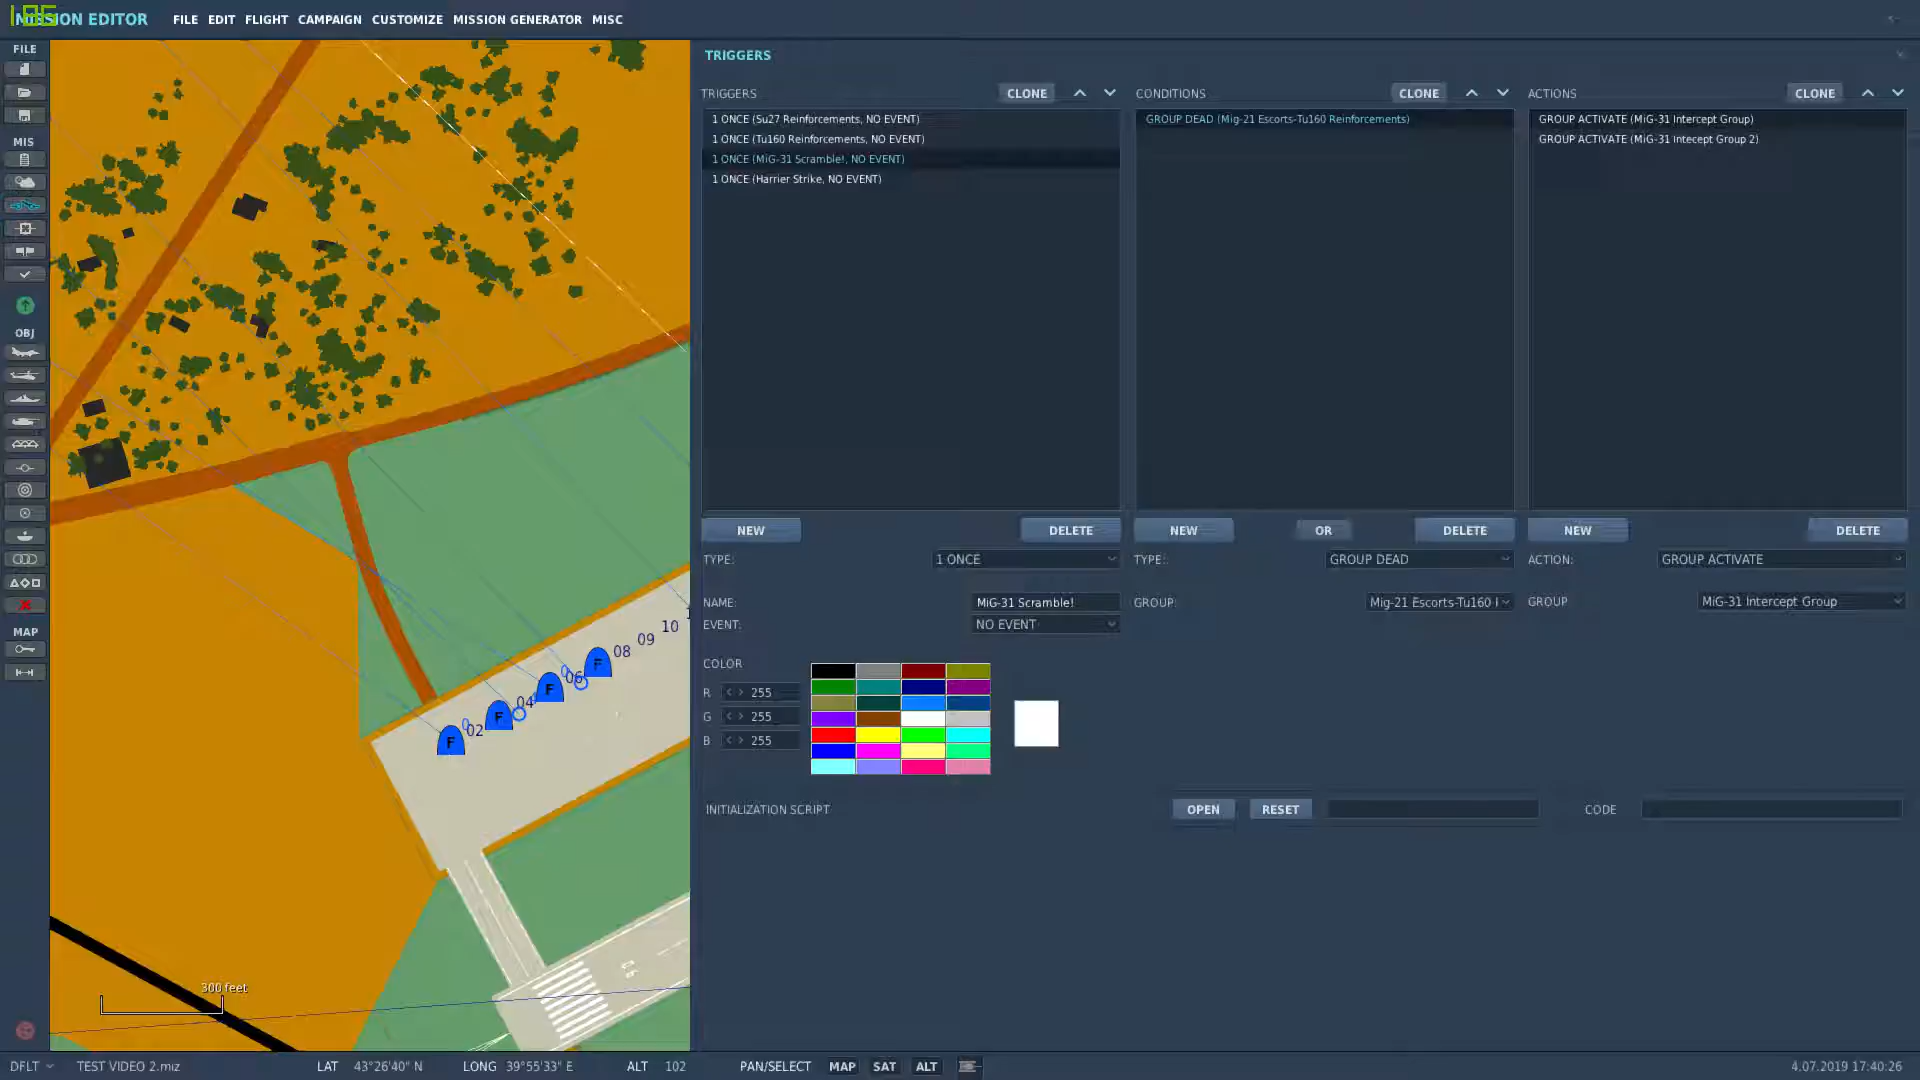 MISSION EDITOR FILE EDIT FLIGHT CAMPAIGN CUSTOMIZE MISSION GENERATOR MISC
FILE
MIS
OBJ
MAP
TRIGGERS
TRIGGERS CLONE CONDITIONS CLONE ACTIONS CLONE
1 ONCE (Su27 Reinforcements, NO EVENT) GROUP DEAD (Mig-21 Escorts-Tu160 Reinforcements) GROUP ACTIVATE (MiG-31 Intercept Group)
1 ONCE (Tu160 Reinforcements, NO EVENT) GROUP ACTIVATE (MiG-31 Intecept Group 2)
1 ONCE (MiG-31 Scramble!, NO EVENT)
1 ONCE (Harrier Strike, NO EVENT)
NEW DELETE NEW OR DELETE NEW DELETE
TYPE: 1 ONCE TYPE: GROUP DEAD ACTION: GROUP ACTIVATE
NAME: MiG-31 Scramble! GROUP: Mig-21 Escorts-Tu160 GROUP MiG-31 Intercept Group
EVENT: NO EVENT
COLOR
R < > 255
G < > 255
B < > 255
INITIALIZATION SCRIPT OPEN RESET CODE
10
09
08
F
06
F
04
F
02
F
300 feet
DFLT TEST VIDEO 2.miz LAT 43°26'40" N LONG 39°55'33" E ALT 102 PAN/SELECT MAP SAT ALT 4.07.2019 17:40:26